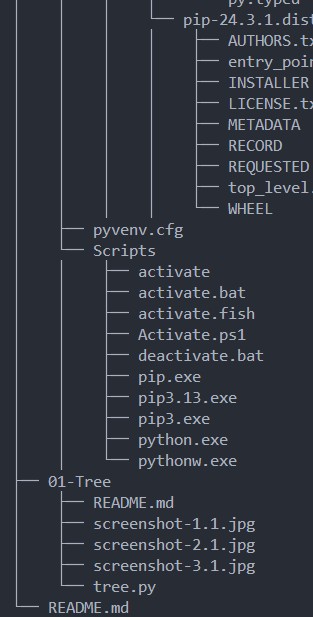 py.typed
└── pip-24.3.1.dist
├── AUTHORS.tx
├── entry_poin
├── INSTALLER
├── LICENSE.tx
├── METADATA
├── RECORD
├── REQUESTED
├── top_level.
└── WHEEL
├── pyvenv.cfg
└── Scripts
├── activate
├── activate.bat
├── activate.fish
├── Activate.ps1
├── deactivate.bat
├── pip.exe
├── pip3.13.exe
├── pip3.exe
├── python.exe
└── pythonw.exe
├── 01-Tree
├── README.md
├── screenshot-1.1.jpg
├── screenshot-2.1.jpg
├── screenshot-3.1.jpg
└── tree.py
└── README.md